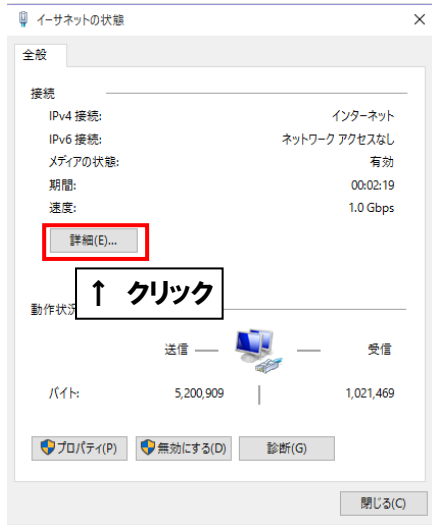 イーサネットの状態
全般
接続
IPv4 接続: インターネット
IPv6 接続: ネットワーク アクセスなし
メディアの状態: 有効
期間: 00:02:19
速度: 1.0 Gbps
詳細(E)...
↑ クリック
動作状況
送信 受信
バイト: 5,200,909 1,021,469
プロパティ(P) 無効にする(D) 診断(G)
閉じる(C)